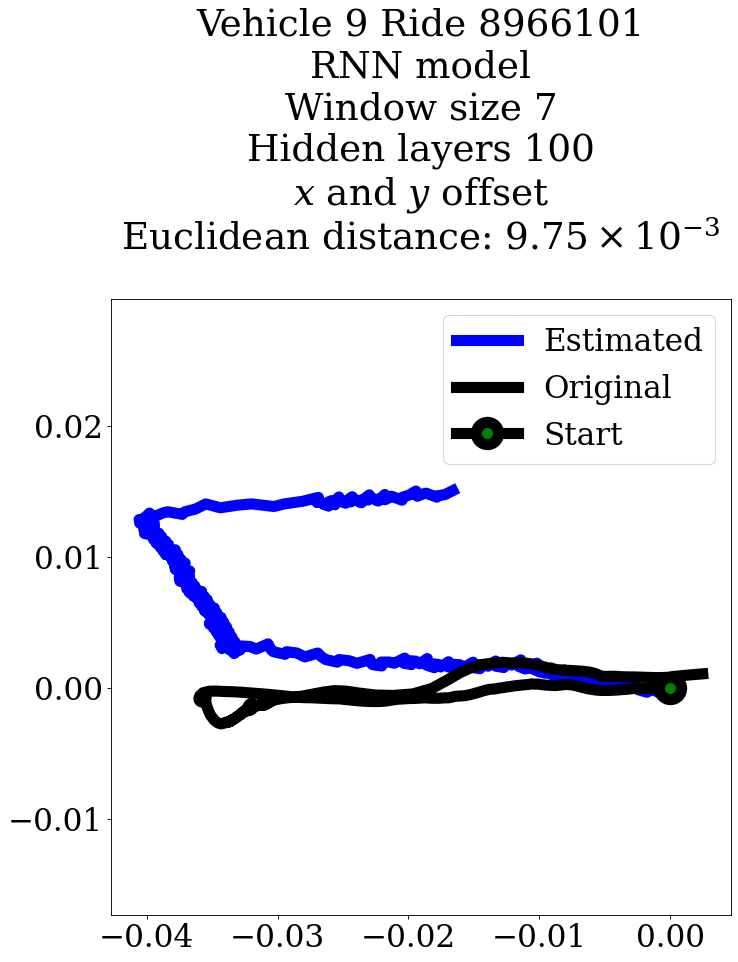 Vehicle 9 Ride 8966101
RNN model
Window size 7
Hidden layers 100
x and y offset
Euclidean distance: 9.75 × 10⁻³
Estimated
Original
Start
0.02
0.01
0.00
−0.01
−0.04 −0.03 −0.02 −0.01 0.00